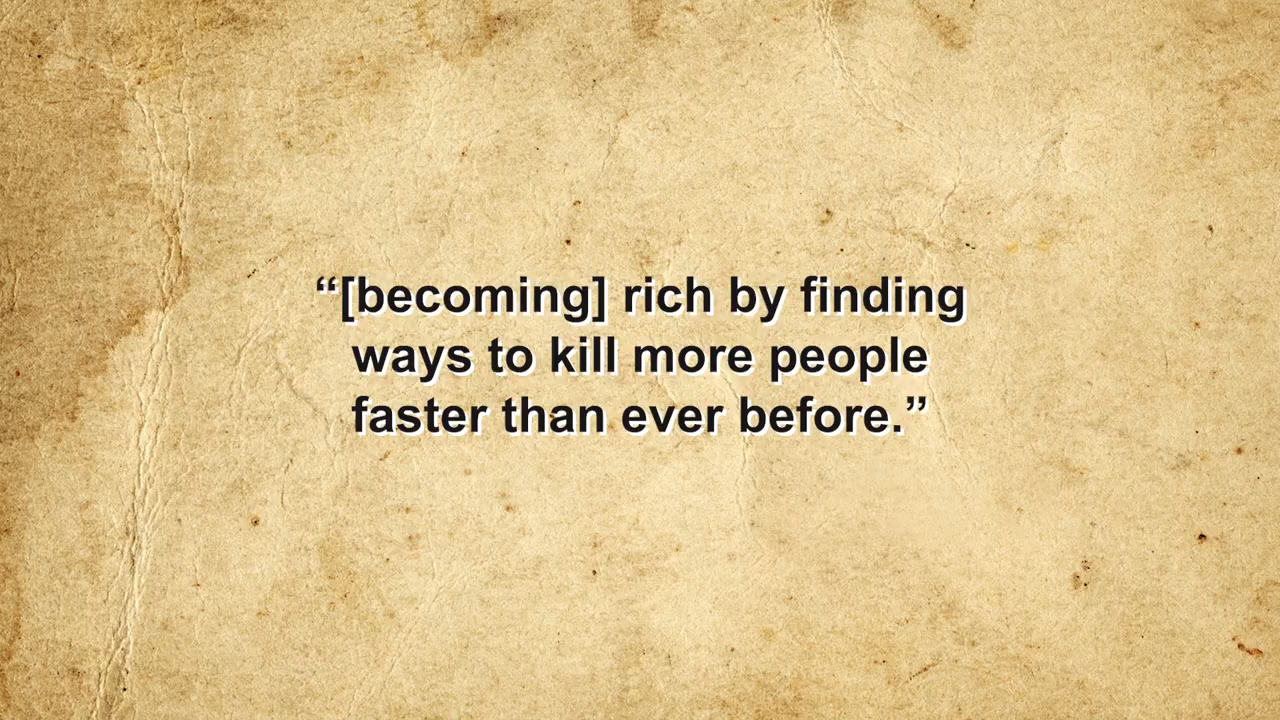 “[becoming] rich by finding
ways to kill more people
faster than ever before.”